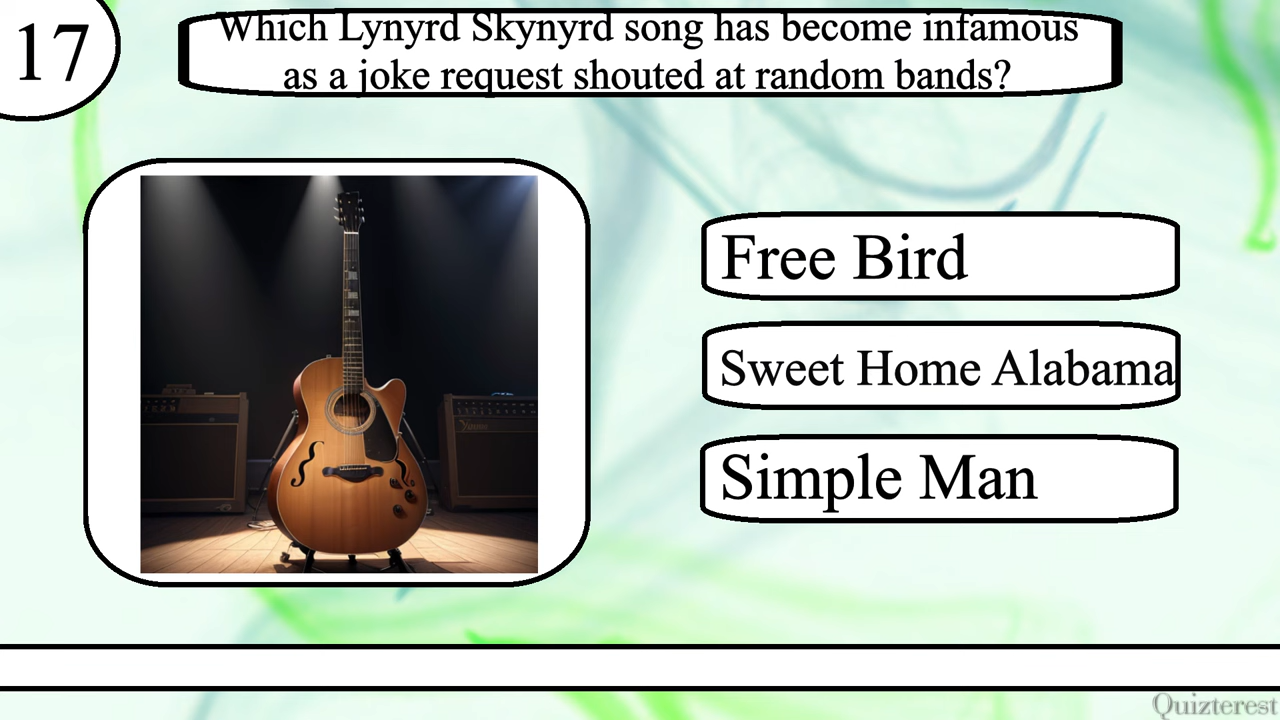 17
Which Lynyrd Skynyrd song has become infamous
as a joke request shouted at random bands?
Free Bird
Sweet Home Alabama
Simple Man
Quizterest